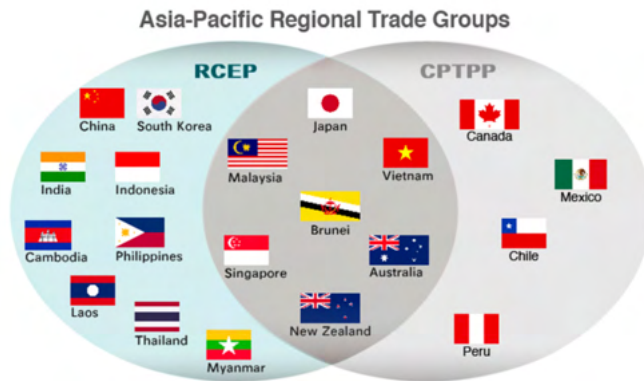 Asia-Pacific Regional Trade Groups
RCEP
CPTPP
China
South Korea
Japan
Canada
India
Indonesia
Malaysia
Vietnam
Mexico
Cambodia
Philippines
Brunei
Chile
Singapore
Australia
Laos
Thailand
New Zealand
Peru
Myanmar